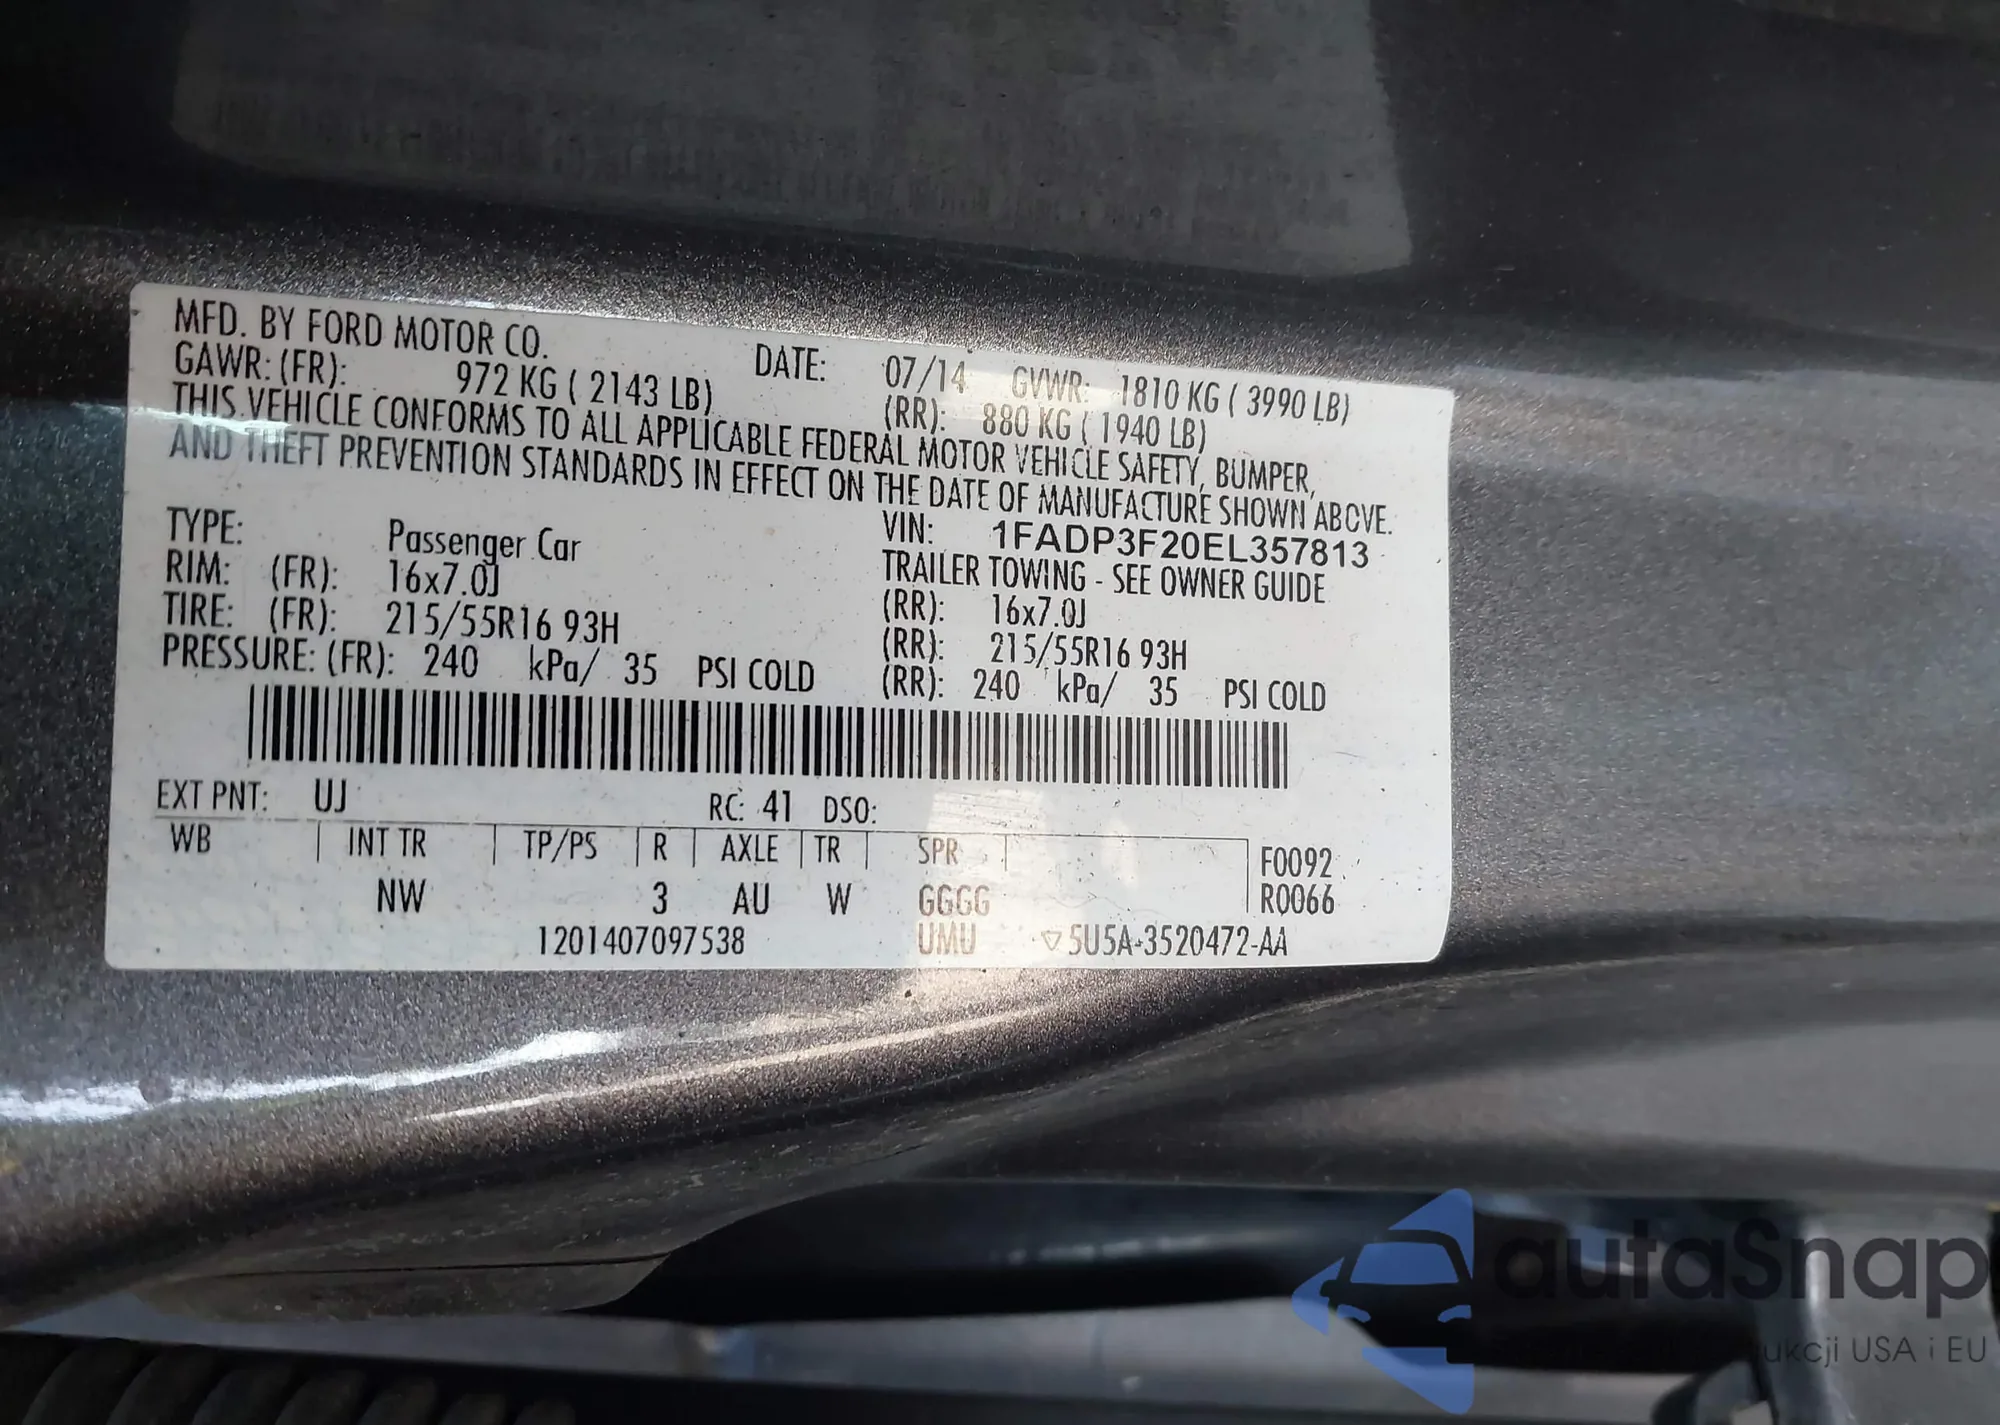 MFD. BY FORD MOTOR CO.
DATE: 07/14 GVWR: 1810 KG ( 3990 LB)
GAWR: (FR): 972 KG ( 2143 LB) (RR): 880 KG ( 1940 LB)
THIS VEHICLE CONFORMS TO ALL APPLICABLE FEDERAL MOTOR VEHICLE SAFETY, BUMPER,
AND THEFT PREVENTION STANDARDS IN EFFECT ON THE DATE OF MANUFACTURE SHOWN ABOVE.
VIN: 1FADP3F20EL357813
TYPE: Passenger Car TRAILER TOWING - SEE OWNER GUIDE
RIM: (FR): 16x7.0J (RR): 16x7.0J
TIRE: (FR): 215/55R16 93H (RR): 215/55R16 93H
PRESSURE: (FR): 240 kPa/ 35 PSI COLD (RR): 240 kPa/ 35 PSI COLD
EXT PNT: UJ RC: 41 DSO:
WB INT TR TP/PS R AXLE TR SPR F0092
NW 3 AU W GGGG R0066
1201407097538 UMU ▽5U5A-3520472-AA
autaSnap
USA i EU